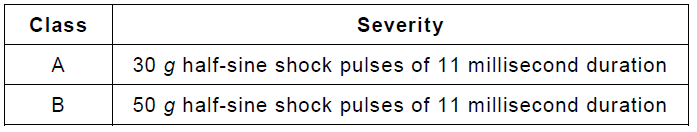 Class Severity
A 30 g half-sine shock pulses of 11 millisecond duration
B 50 g half-sine shock pulses of 11 millisecond duration